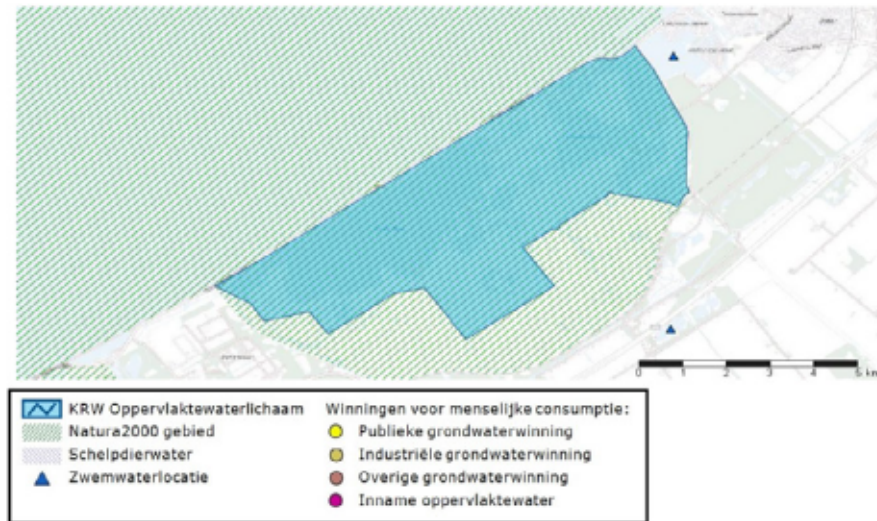 0 1 2 3 4 5 km
KRW Oppervlaktewaterlichaam
Natura2000 gebied
Schelpdierwater
Zwemwaterlocatie
Winningen voor menselijke consumptie:
Publieke grondwaterwinning
Industriële grondwaterwinning
Overige grondwaterwinning
Inname oppervlaktewater